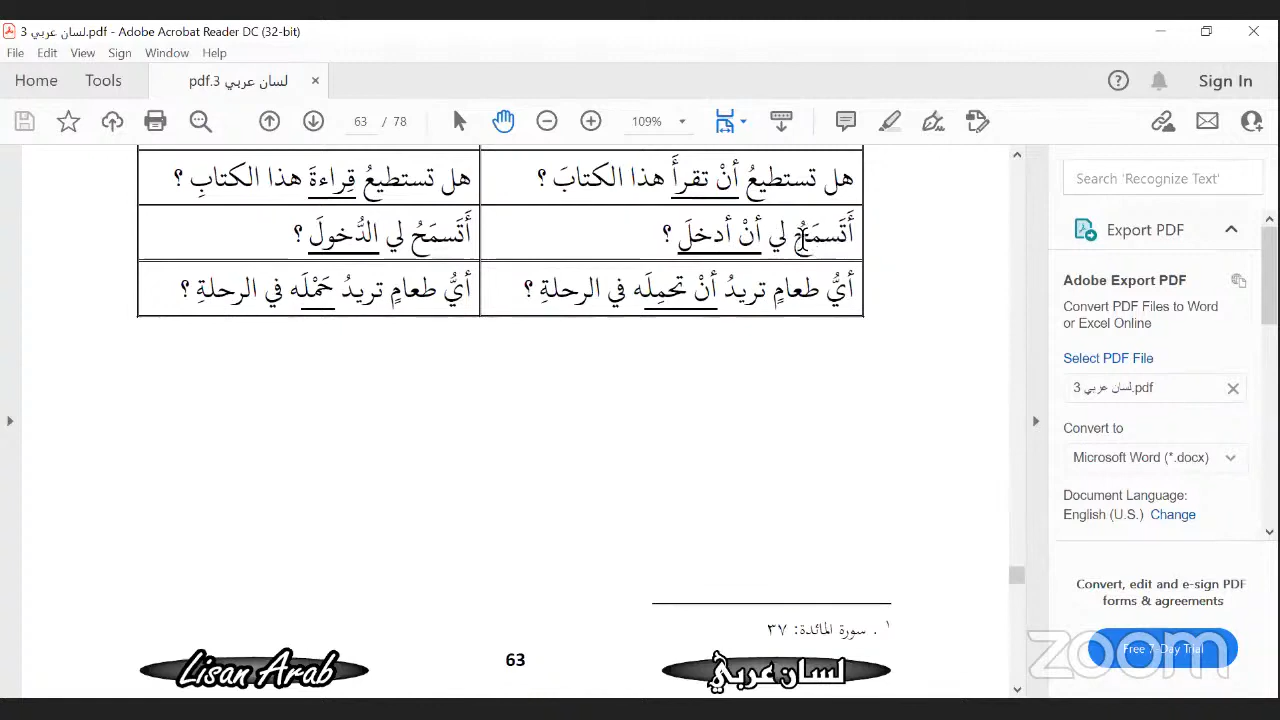 لسان عربي 3.pdf - Adobe Acrobat Reader DC (32-bit)
File Edit View Sign Window Help
Home Tools لسان عربي 3.pdf × Sign In
63 / 78 109%
هل تستطيعُ أنْ تقرأَ هذا الكتابَ ؟ هل تستطيعُ قِراءةَ هذا الكتابِ ؟
أَتَسمَحُ لي أنْ أدخلَ ؟ أَتَسمَحُ لي الدُّخولَ ؟
أيُّ طعامٍ تريدُ أنْ تحمِلَه في الرحلةِ ؟ أيُّ طعامٍ تريدُ حَمْلَه في الرحلةِ ؟
١ . سورة المائدة: ٣٧
Lisan Arab 63 لسان عربي
Search 'Recognize Text'
Export PDF
Adobe Export PDF
Convert PDF Files to Word
or Excel Online
Select PDF File
لسان عربي 3.pdf
Convert to
Microsoft Word (*.docx)
Document Language:
English (U.S.) Change
Convert, edit and e-sign PDF
forms & agreements
Free 7-Day Trial
zoom